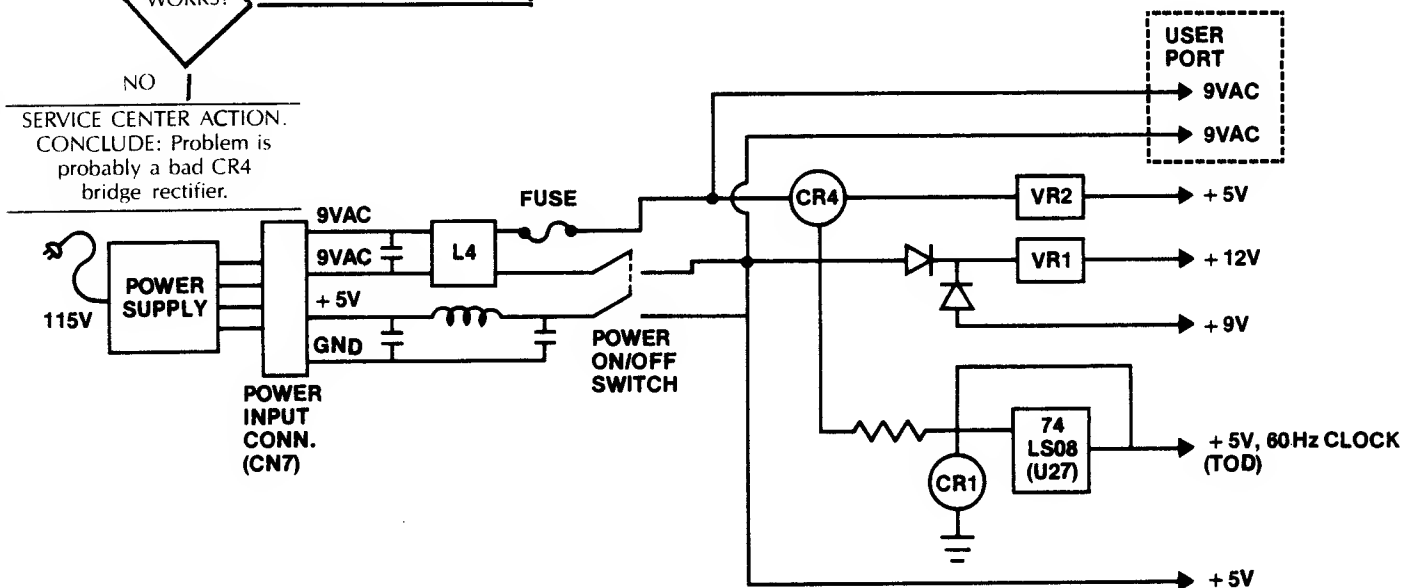 WORKS?
NO
SERVICE CENTER ACTION.
CONCLUDE: Problem is
probably a bad CR4
bridge rectifier.
115V
POWER
SUPPLY
POWER
INPUT
CONN.
(CN7)
9VAC
9VAC
+ 5V
GND
L4
FUSE
POWER
ON/OFF
SWITCH
USER
PORT
9VAC
9VAC
CR4
VR2
+ 5V
VR1
+ 12V
+ 9V
74
LS08
(U27)
CR1
+ 5V, 60Hz CLOCK
(TOD)
+ 5V